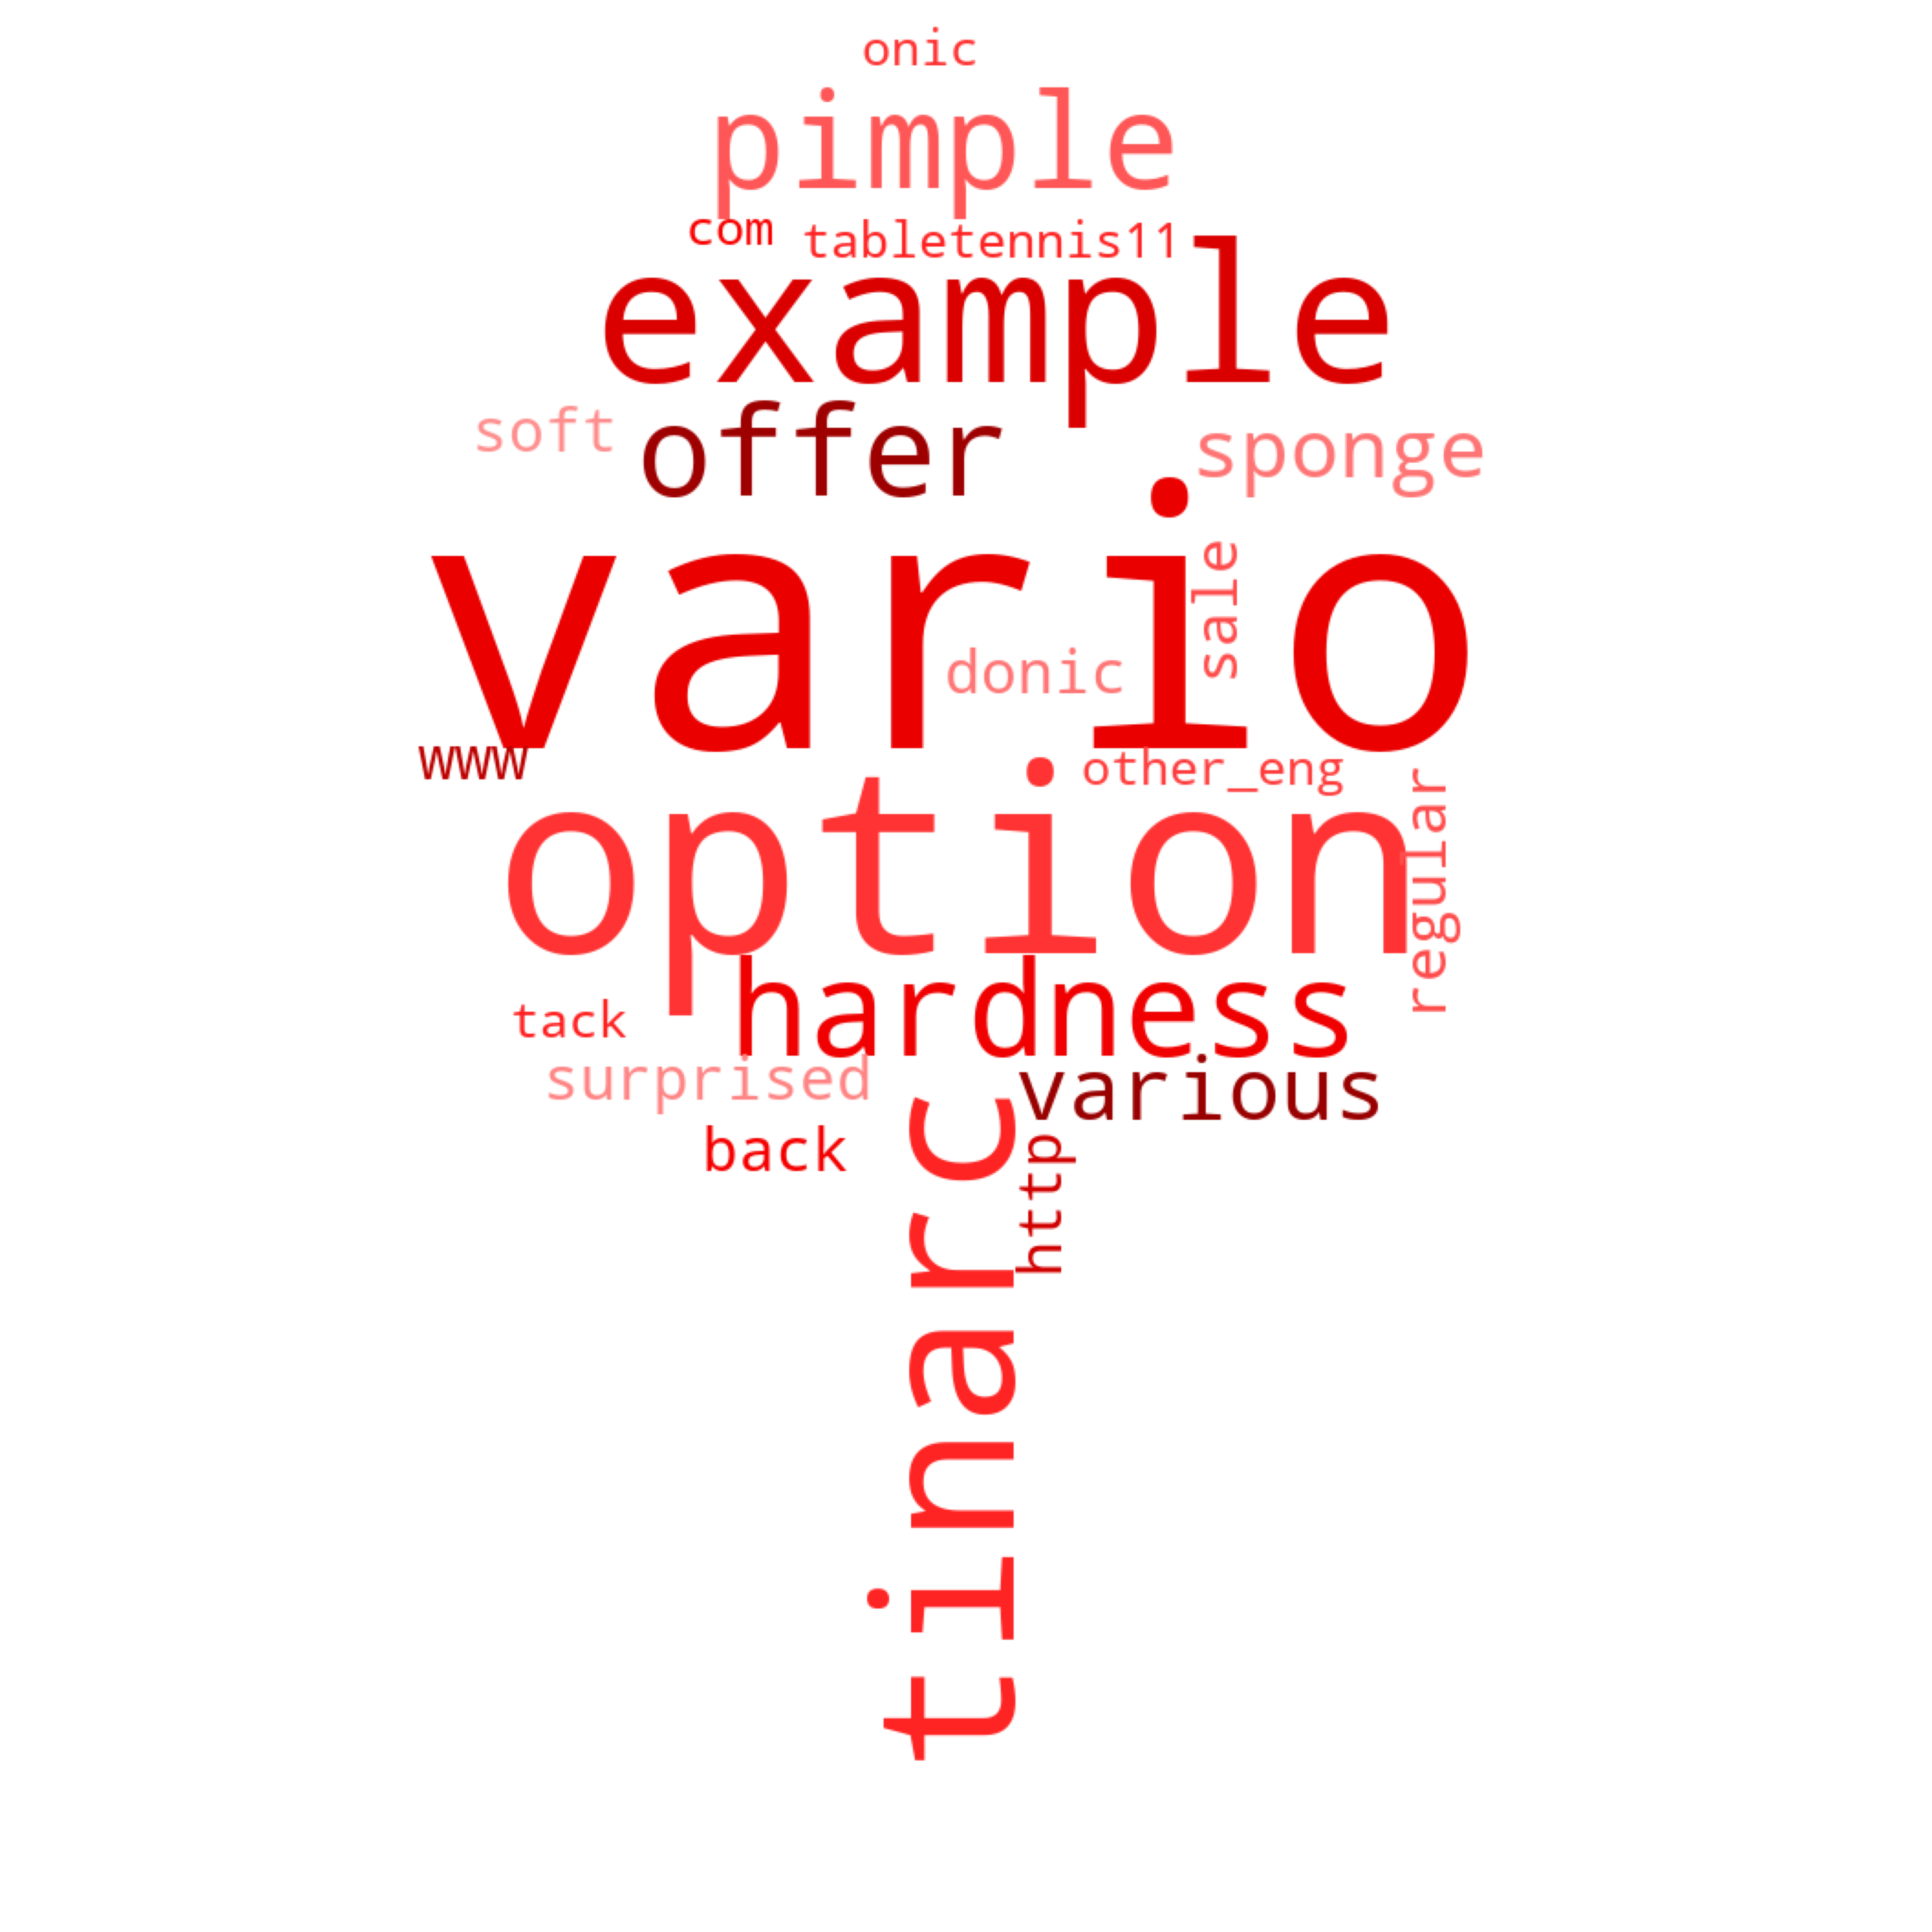 onic
pimple
com tabletennis11
example
soft offer sponge
vario
sale
donic
www other_eng
option
regular
hardness
tack
surprised various
back
http
tinarc